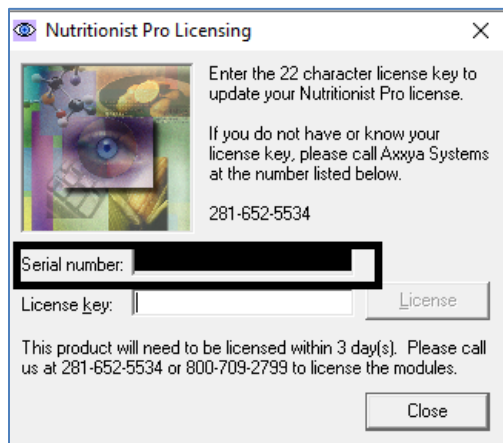 Nutritionist Pro Licensing
Enter the 22 character license key to
update your Nutritionist Pro license.
If you do not have or know your
license key, please call Axxya Systems
at the number listed below.
281-652-5534
Serial number:
License key:
License
This product will need to be licensed within 3 day(s). Please call
us at 281-652-5534 or 800-709-2799 to license the modules.
Close